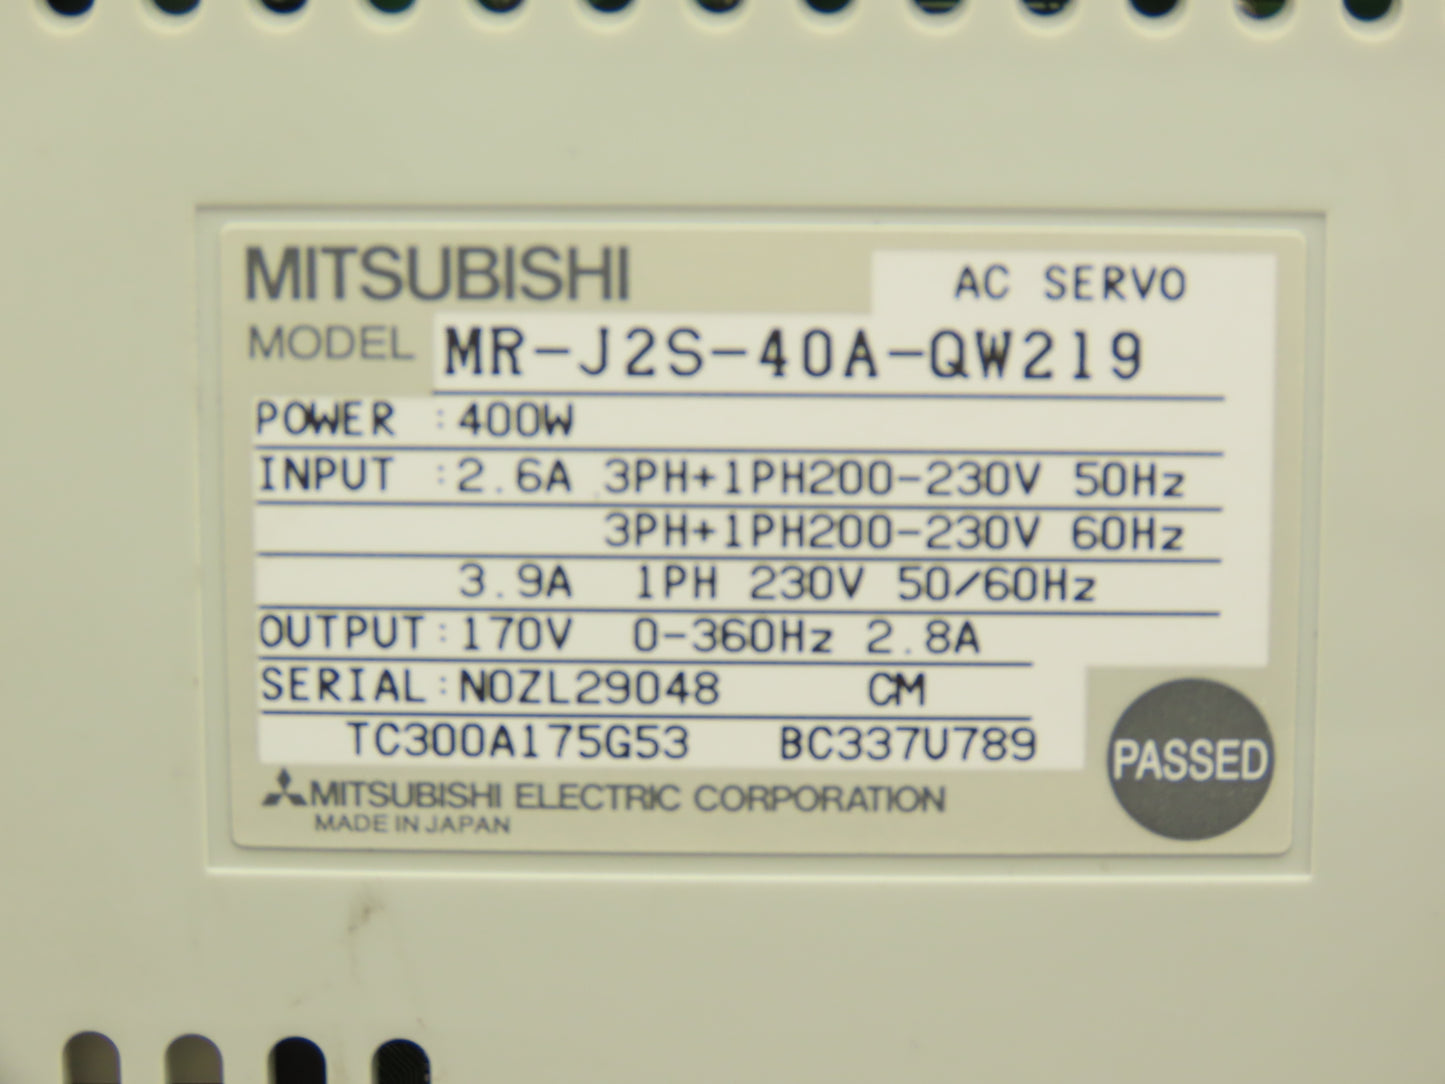 MITSUBISHI
AC SERVO
MODEL MR-J2S-40A-QW219
POWER : 400W
INPUT : 2.6A 3PH+1PH200-230V 50Hz
3PH+1PH200-230V 60Hz
3.9A 1PH 230V 50/60Hz
OUTPUT : 170V 0-360Hz 2.8A
SERIAL : N0ZL29048 CM
TC300A175G53 BC337U789
PASSED
MITSUBISHI ELECTRIC CORPORATION
MADE IN JAPAN